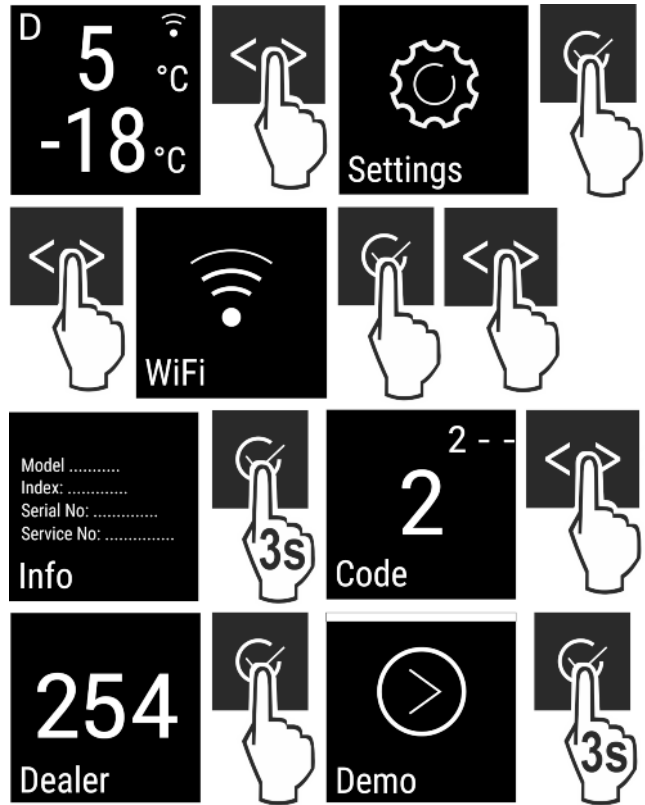 D
5 °C
-18 °C
< >
Settings
< >
WiFi
< >
Model ...........
Index: .............
Serial No: ..............
Service No: ...............
Info
3s
2 - -
2
Code
< >
254
Dealer
>
Demo
3s